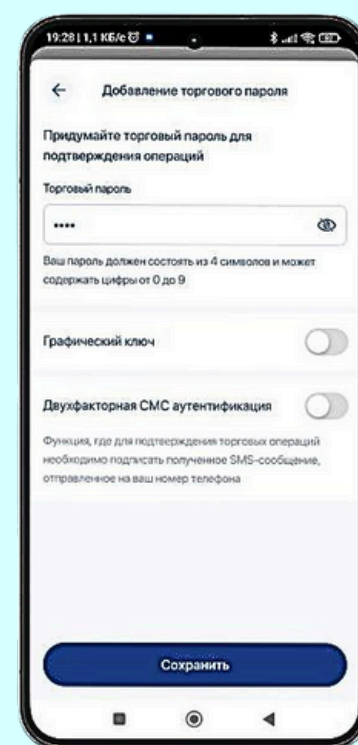 19:28 | 1,1 КБ/с
Добавление торгового пароля
Придумайте торговый пароль для
подтверждения операций
Торговый пароль
••••
Ваш пароль должен состоять из 4 символов и может
содержать цифры от 0 до 9
Графический ключ
Двухфакторная СМС аутентификация
Функция, где для подтверждения торговых операций
необходимо подписать полученное SMS-сообщение,
отправленное на ваш номер телефона
Сохранить